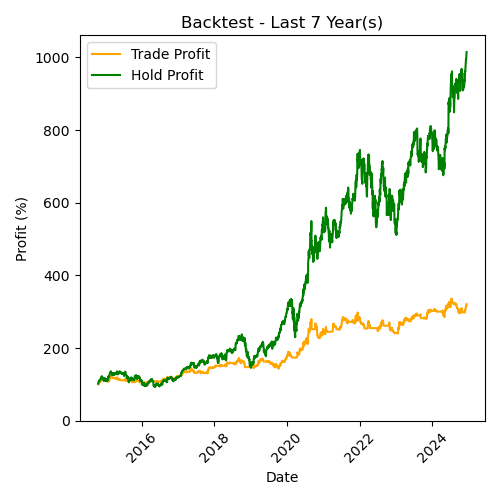 Backtest - Last 7 Year(s)
Trade Profit
Hold Profit
1000
800
600
400
200
0
Profit (%)
2016
2018
2020
2022
2024
Date